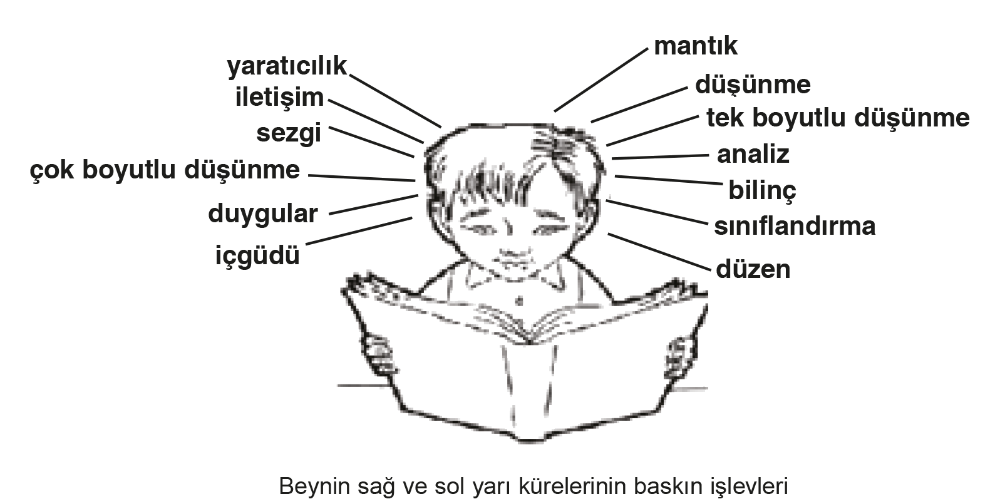 yaratıcılık
iletişim
sezgi
çok boyutlu düşünme
duygular
içgüdü
mantık
düşünme
tek boyutlu düşünme
analiz
bilinç
sınıflandırma
düzen
Beynin sağ ve sol yarı kürelerinin baskın işlevleri